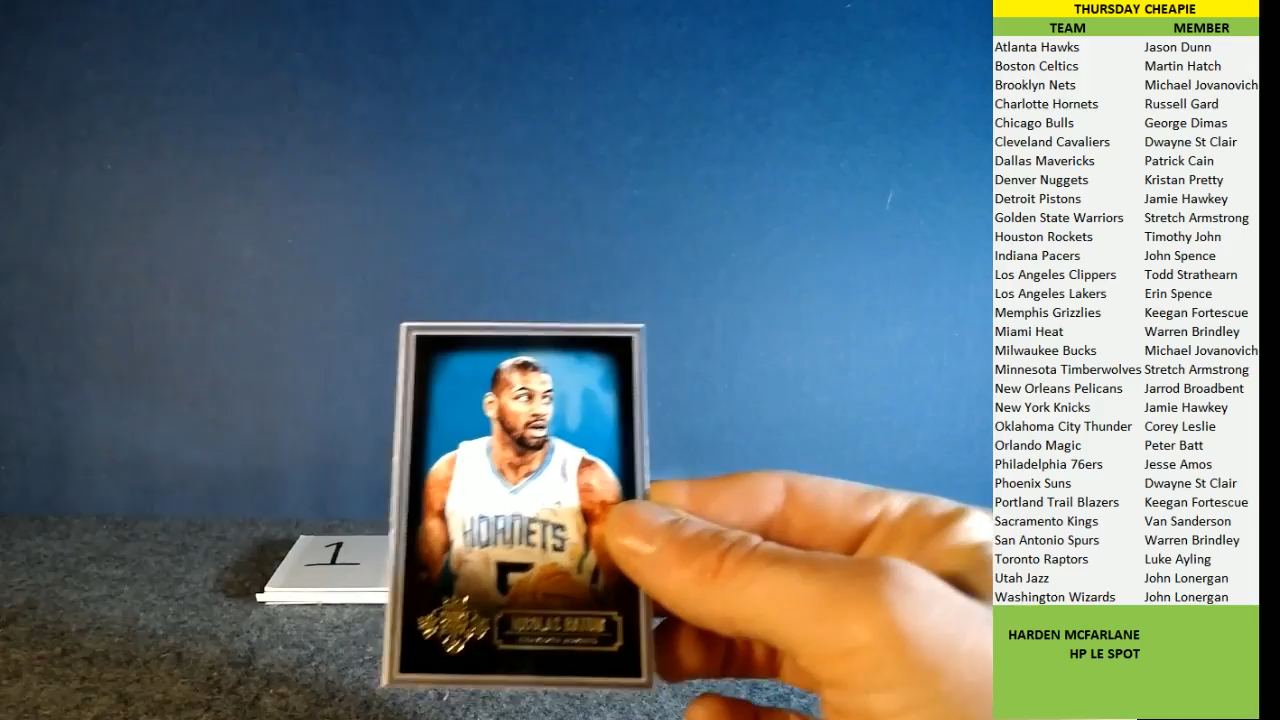 THURSDAY CHEAPIE
TEAM MEMBER
Atlanta Hawks Jason Dunn
Boston Celtics Martin Hatch
Brooklyn Nets Michael Jovanovich
Charlotte Hornets Russell Gard
Chicago Bulls George Dimas
Cleveland Cavaliers Dwayne St Clair
Dallas Mavericks Patrick Cain
Denver Nuggets Kristan Pretty
Detroit Pistons Jamie Hawkey
Golden State Warriors Stretch Armstrong
Houston Rockets Timothy John
Indiana Pacers John Spence
Los Angeles Clippers Todd Strathearn
Los Angeles Lakers Erin Spence
Memphis Grizzlies Keegan Fortescue
Miami Heat Warren Brindley
Milwaukee Bucks Michael Jovanovich
Minnesota Timberwolves Stretch Armstrong
New Orleans Pelicans Jarrod Broadbent
New York Knicks Jamie Hawkey
Oklahoma City Thunder Corey Leslie
Orlando Magic Peter Batt
Philadelphia 76ers Jesse Amos
Phoenix Suns Dwayne St Clair
Portland Trail Blazers Keegan Fortescue
Sacramento Kings Van Sanderson
San Antonio Spurs Warren Brindley
Toronto Raptors Luke Ayling
Utah Jazz John Lonergan
Washington Wizards John Lonergan
HARDEN MCFARLANE
HP LE SPOT
1
HORNETS
5
NICOLAS BATUM